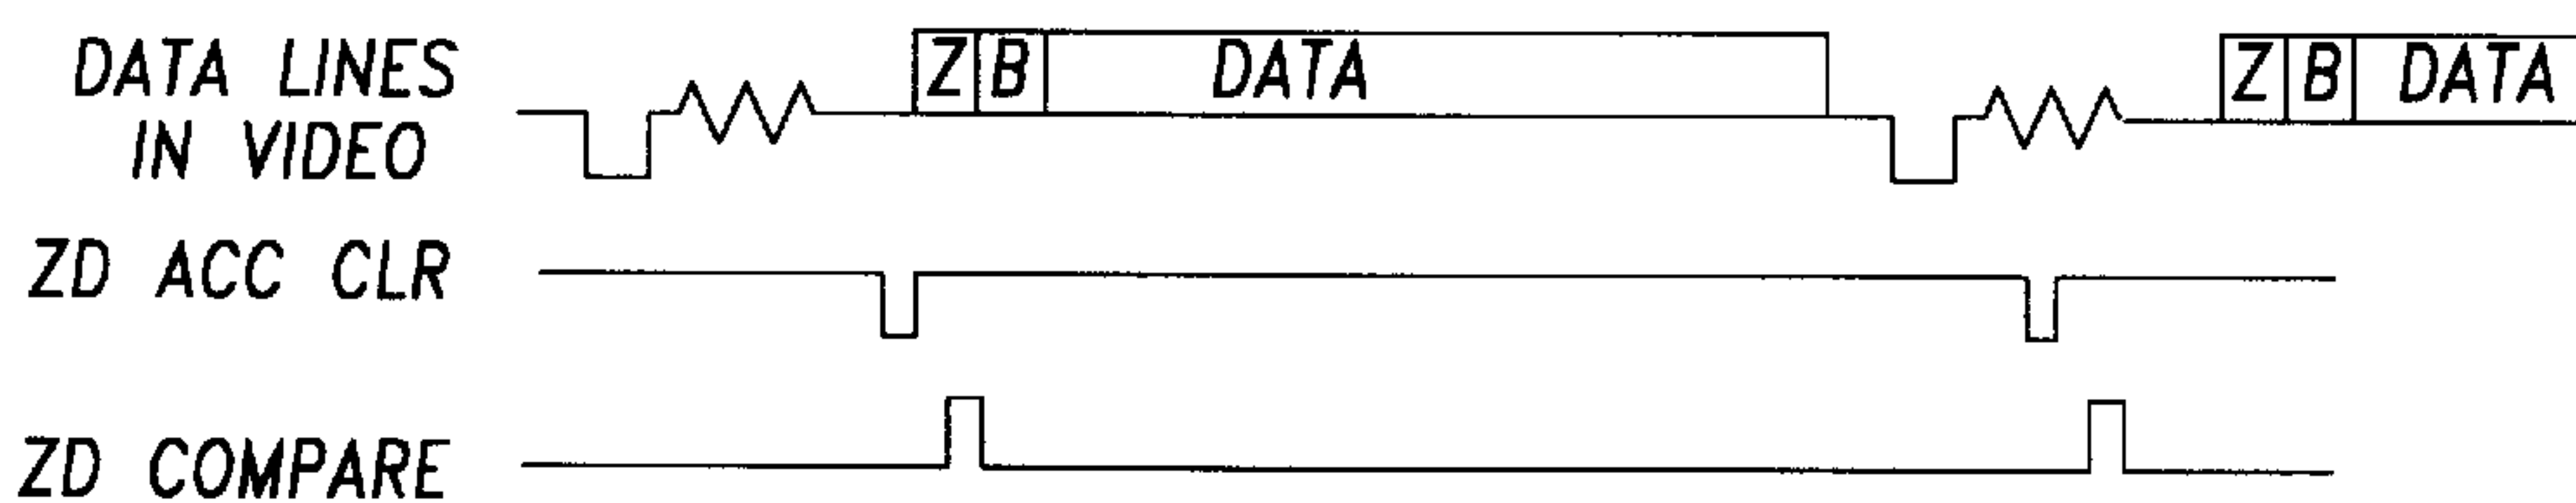 DATA LINES
IN VIDEO
Z B DATA
Z B DATA
ZD ACC CLR
ZD COMPARE